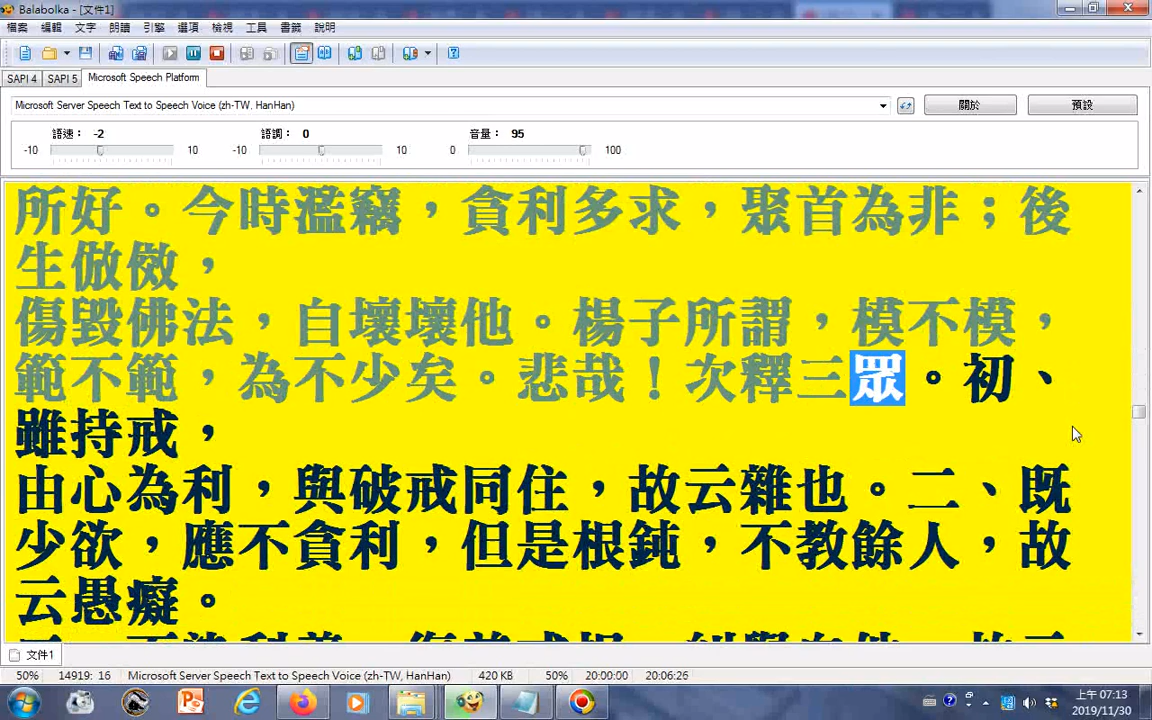 Balabolka - [文件1]
檔案 編輯 文字 朗讀 引擎 選項 檢視 工具 書籤 說明
SAPI 4 SAPI 5 Microsoft Speech Platform
Microsoft Server Speech Text to Speech Voice (zh-TW, HanHan) 關於 預設
語速： -2 語調： 0 音量： 95
-10 10 -10 10 0 100
所好。今時濫竊，貪利多求，聚首為非；後
生倣傚，
傷毀佛法，自壞壞他。楊子所謂，模不模，
範不範，為不少矣。悲哉！次釋三眾。初、
雖持戒，
由心為利，與破戒同住，故云雜也。二、既
少欲，應不貪利，但是根鈍，不教餘人，故
云愚癡。
文件1
50% 14919: 16 Microsoft Server Speech Text to Speech Voice (zh-TW, HanHan) 420 KB 50% 20:00:00 20:06:26
上午 07:13
2019/11/30